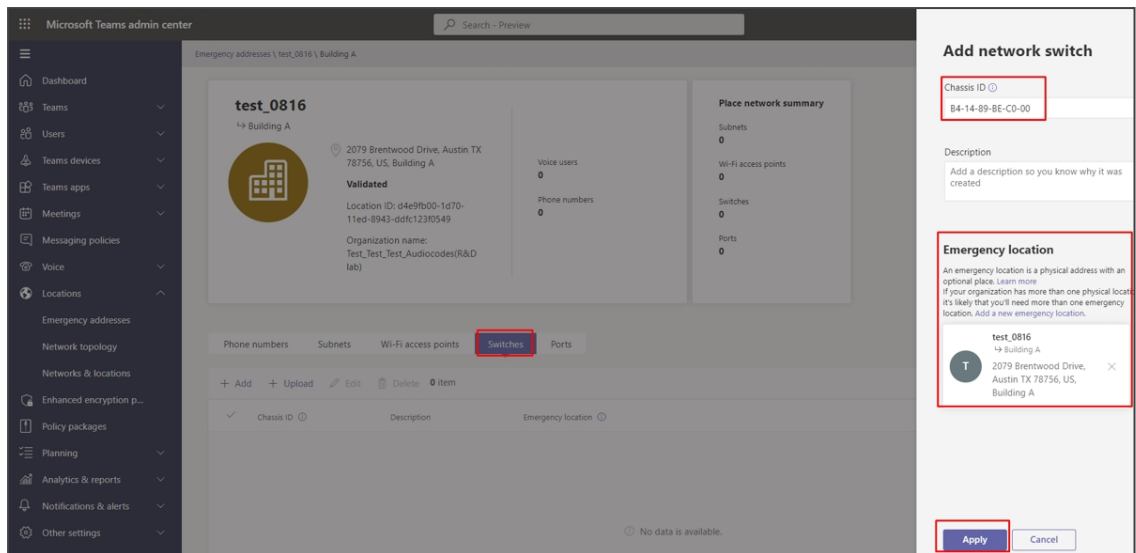 Microsoft Teams admin center
Search - Preview
Dashboard
Teams
Users
Teams devices
Teams apps
Meetings
Messaging policies
Voice
Locations
Emergency addresses
Network topology
Networks & locations
Enhanced encryption p...
Policy packages
Planning
Analytics & reports
Notifications & alerts
Other settings
Emergency addresses \ test_0816 \ Building A
test_0816
Building A
2079 Brentwood Drive, Austin TX
78756, US, Building A
Validated
Location ID: d4e9fb00-1d70-
11ed-8943-ddfc123f0549
Organization name:
Test_Test_Test_Audiocodes(R&D
lab)
Voice users
0
Phone numbers
0
Place network summary
Subnets
0
Wi-Fi access points
0
Switches
0
Ports
0
Phone numbers Subnets Wi-Fi access points Switches Ports
+ Add + Upload Edit Delete 0 item
Chassis ID Description Emergency location
No data is available.
Add network switch
Chassis ID
B4-14-89-BE-C0-00
Description
Add a description so you know why it was
created
Emergency location
An emergency location is a physical address with an
optional place. Learn more
If your organization has more than one physical locatio
it's likely that you'll need more than one emergency
location. Add a new emergency location.
T
test_0816
Building A
2079 Brentwood Drive,
Austin TX 78756, US,
Building A
Apply Cancel